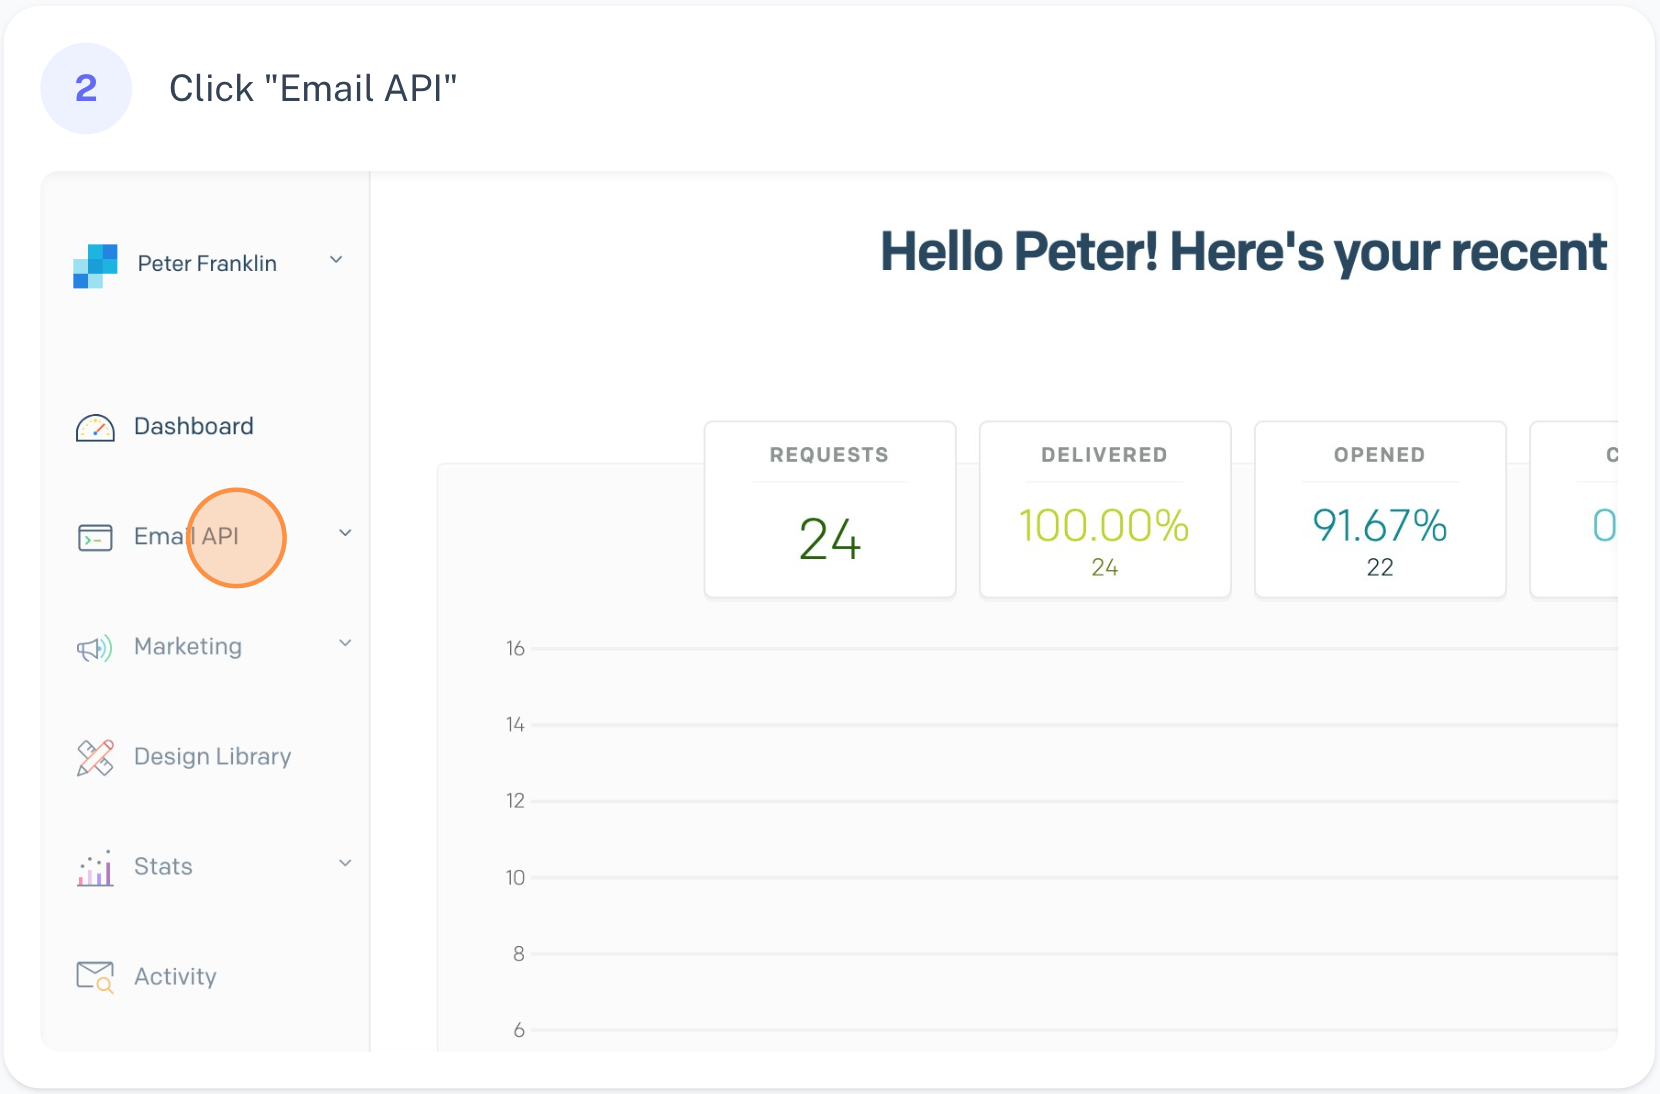 2
Click "Email API"
Peter Franklin
Hello Peter! Here's your recent
Dashboard
Email API
Marketing
Design Library
Stats
Activity
REQUESTS
24
DELIVERED
100.00%
24
OPENED
91.67%
22
C
0
16
14
12
10
8
6